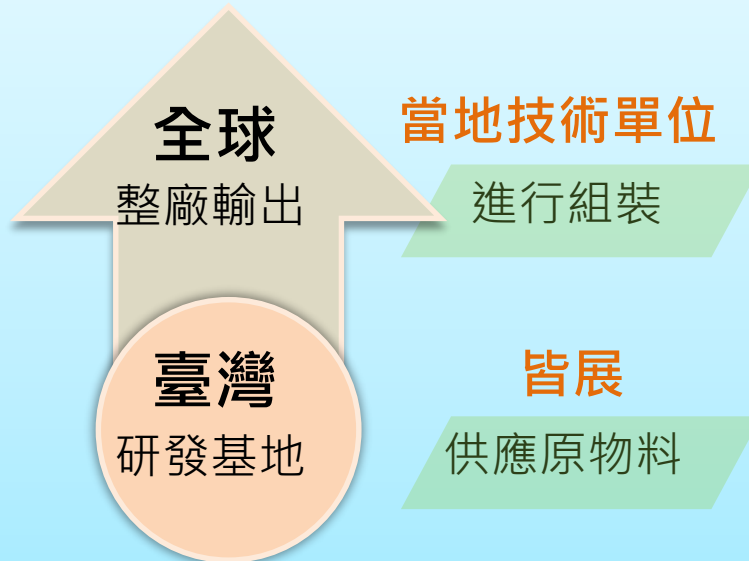 全球
整廠輸出
當地技術單位
進行組裝
臺灣
研發基地
皆展
供應原物料